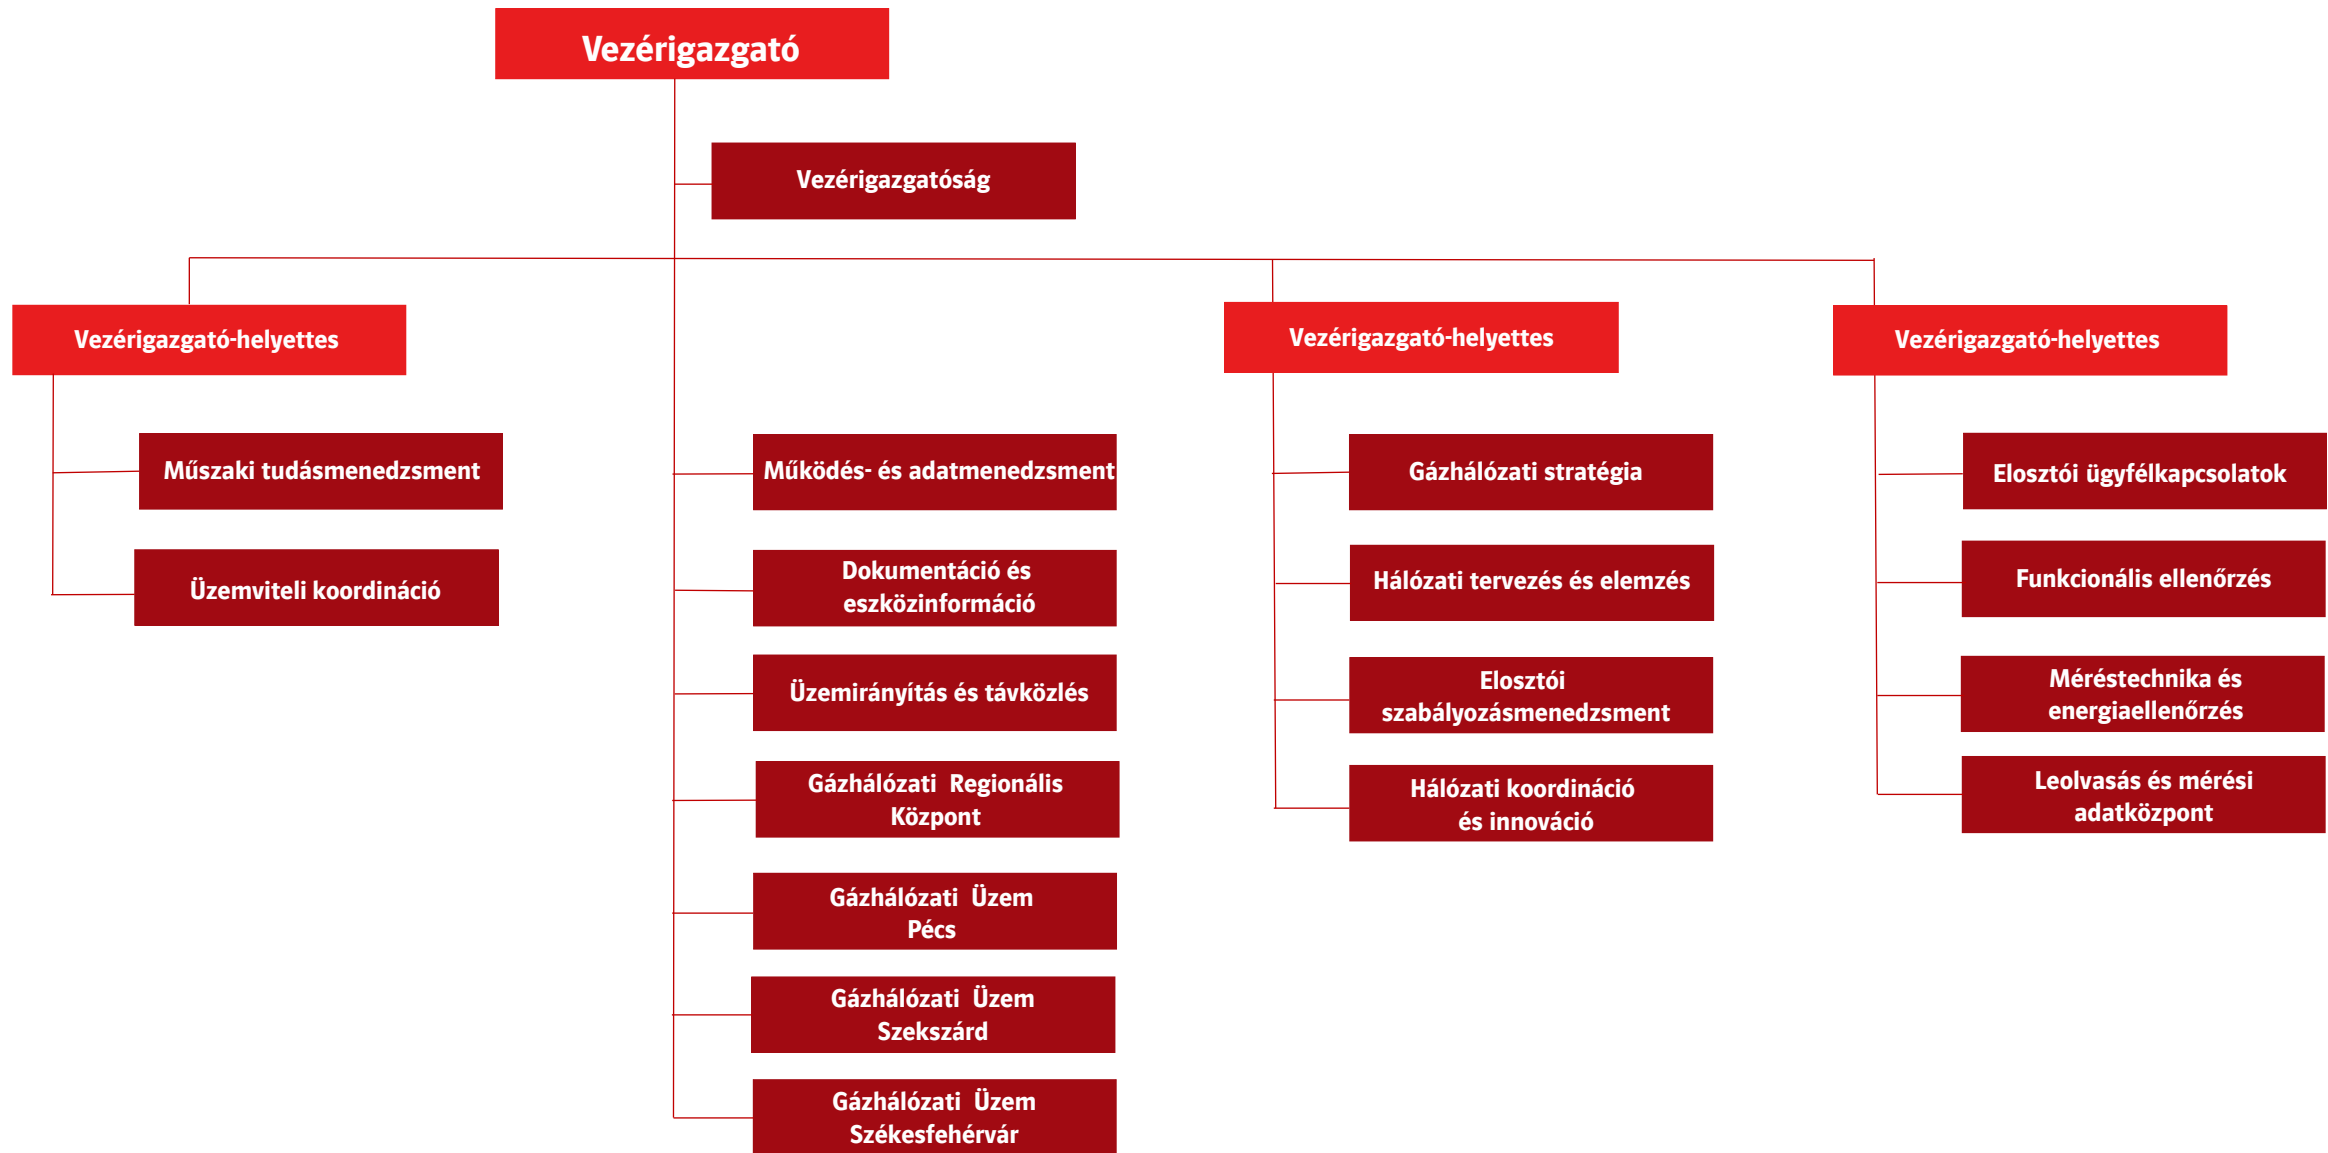 Vezérigazgató
Vezérigazgatóság
Vezérigazgató-helyettes
Műszaki tudásmenedzsment
Üzemviteli koordináció
Működés- és adatmenedzsment
Dokumentáció és
eszközinformáció
Üzemirányítás és távközlés
Gázhálózati Regionális
Központ
Gázhálózati Üzem
Pécs
Gázhálózati Üzem
Szekszárd
Gázhálózati Üzem
Székesfehérvár
Vezérigazgató-helyettes
Gázhálózati stratégia
Hálózati tervezés és elemzés
Elosztói
szabályozásmenedzsment
Hálózati koordináció
és innováció
Vezérigazgató-helyettes
Elosztói ügyfélkapcsolatok
Funkcionális ellenőrzés
Méréstechnika és
energiaellenőrzés
Leolvasás és mérési
adatközpont